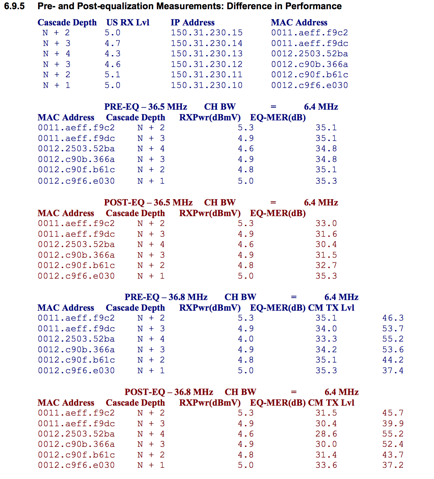 6.9.5 Pre- and Post-equalization Measurements: Difference in Performance
Cascade Depth US RX Lvl IP Address MAC Address
N + 2 5.0 150.31.230.15 0011.aeff.f9c2
N + 3 4.7 150.31.230.14 0011.aeff.f9dc
N + 4 4.3 150.31.230.13 0012.2503.52ba
N + 3 4.6 150.31.230.12 0012.c90b.366a
N + 2 5.1 150.31.230.11 0012.c90f.b61c
N + 1 5.0 150.31.230.10 0012.c9f6.e030
PRE-EQ – 36.5 MHz CH BW = 6.4 MHz
MAC Address Cascade Depth RXPwr(dBmV) EQ-MER(dB)
0011.aeff.f9c2 N + 2 5.3 35.1
0011.aeff.f9dc N + 3 4.9 35.1
0012.2503.52ba N + 4 4.6 34.8
0012.c90b.366a N + 3 4.9 34.8
0012.c90f.b61c N + 2 4.8 35.1
0012.c9f6.e030 N + 1 5.0 35.3
POST-EQ – 36.5 MHz CH BW = 6.4 MHz
MAC Address Cascade Depth RXPwr(dBmV) EQ-MER(dB)
0011.aeff.f9c2 N + 2 5.3 33.0
0011.aeff.f9dc N + 3 4.9 31.6
0012.2503.52ba N + 4 4.6 30.4
0012.c90b.366a N + 3 4.9 31.5
0012.c90f.b61c N + 2 4.8 32.7
0012.c9f6.e030 N + 1 5.0 35.3
PRE-EQ – 36.8 MHz CH BW = 6.4 MHz
MAC Address Cascade Depth RXPwr(dBmV) EQ-MER(dB) CM TX Lvl
0011.aeff.f9c2 N + 2 5.3 35.1 46.3
0011.aeff.f9dc N + 3 4.9 34.0 53.7
0012.2503.52ba N + 4 4.0 33.3 55.2
0012.c90b.366a N + 3 4.9 34.2 53.6
0012.c90f.b61c N + 2 4.8 35.1 44.2
0012.c9f6.e030 N + 1 5.0 35.3 37.4
POST-EQ – 36.8 MHz CH BW = 6.4 MHz
MAC Address Cascade Depth RXPwr(dBmV) EQ-MER(dB) CM TX Lvl
0011.aeff.f9c2 N + 2 5.3 31.5 45.7
0011.aeff.f9dc N + 3 4.9 30.4 39.9
0012.2503.52ba N + 4 4.6 28.6 55.2
0012.c90b.366a N + 3 4.9 30.0 52.4
0012.c90f.b61c N + 2 4.8 31.4 43.7
0012.c9f6.e030 N + 1 5.0 33.6 37.2